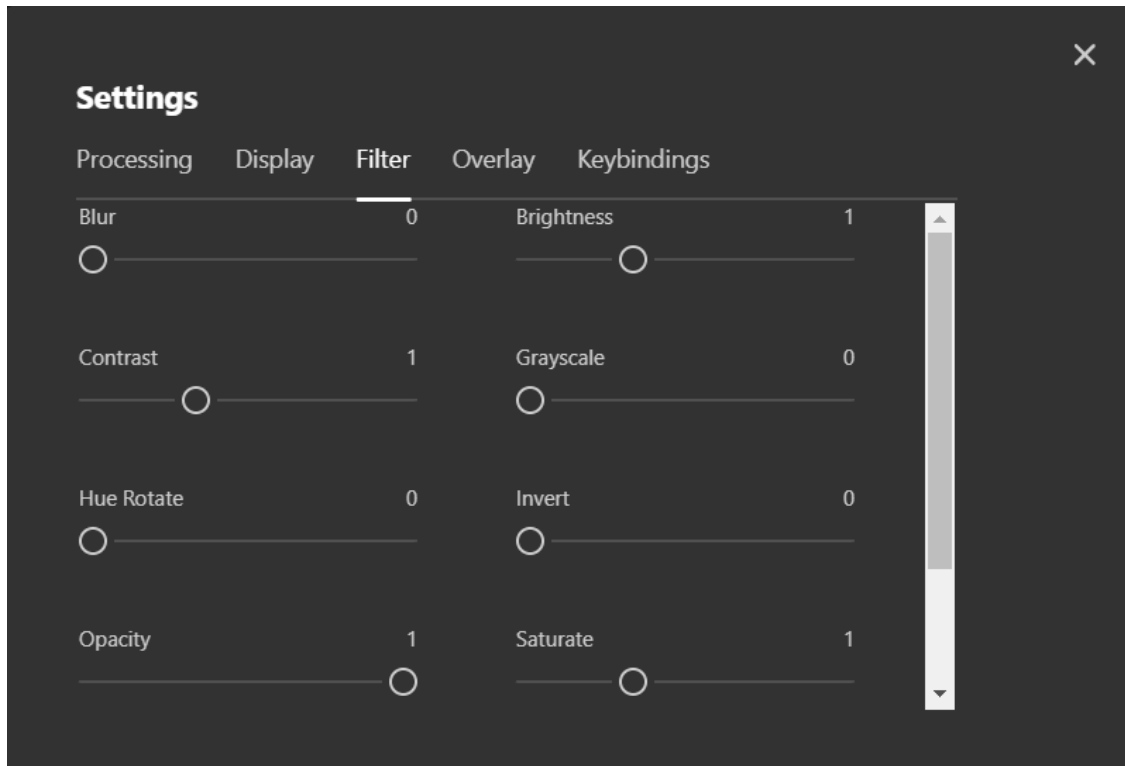 Settings
Processing Display Filter Overlay Keybindings
Blur 0 Brightness 1
Contrast 1 Grayscale 0
Hue Rotate 0 Invert 0
Opacity 1 Saturate 1